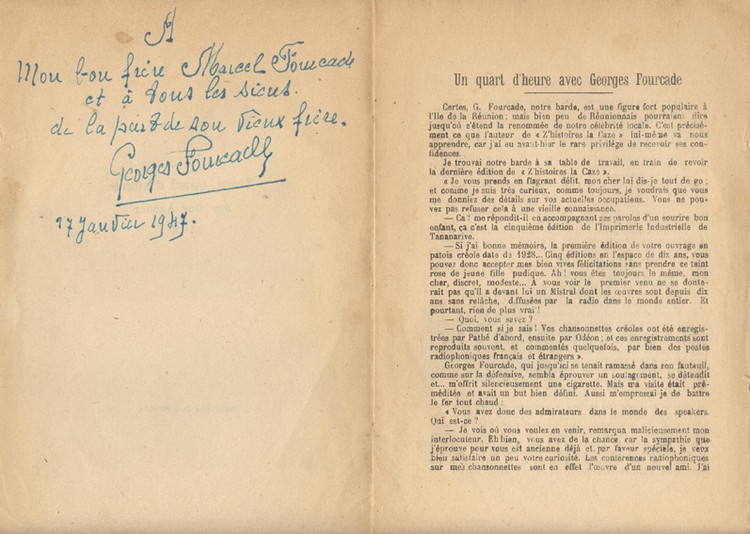 A
Mon bon frère Marcel Fourcade
et à tous les siens.
de la part de son vieux frère.
Georges Fourcade
17 Janvier 1947.
Un quart d'heure avec Georges Fourcade
Certes, G. Fourcade, notre barde, est une figure fort populaire à
l'Ile de la Réunion ; mais bien peu de Réunionnais pourraient dire
jusqu'où s'étend la renommée de notre célébrité locale. C'est précisé-
ment ce que l'auteur de « Z'histoires la Caze » lui-même va nous
apprendre, car j'ai eu avant-hier le rare privilège de recevoir ses con-
fidences.
Je trouvai notre barde à sa table de travail, en train de revoir
la dernière édition de « Z'histoires la Caze ».
« Je vous prends en flagrant délit, mon cher lui dis-je tout de go ;
et comme je suis très curieux, comme toujours, je voudrais que vous
me donniez des détails sur vos actuelles occupations. Vous ne pou-
vez pas refuser cela à une vieille connaissance.
— Ça ? me répondit-il en accompagnant ses paroles d'un sourire bon
enfant, ça c'est la cinquième édition de l'Imprimerie Industrielle de
Tananarive.
— Si j'ai bonne mémoire, la première édition de votre ouvrage en
patois créole date de 1928... Cinq éditions en l'espace de dix ans, vous
pouvez donc accepter mes bien vives félicitations sans prendre ce teint
rose de jeune fille pudique. Ah ! vous êtes toujours le même, mon
cher, discret, modeste... A vous voir le premier venu ne se doute-
rait pas qu'il a devant lui un Mistral dont les œuvres sont depuis dix
ans sans relâche, diffusées par la radio dans le monde entier. Et
pourtant, rien de plus vrai !
— Quoi, vous savez ?
— Comment si je sais ! Vos chansonnettes créoles ont été enregis-
trées par Pathé d'abord, ensuite par Odéon ; et ces enregistrements sont
reproduits souvent, et commentés quelquefois, par bien des postes
radiophoniques français et étrangers ».
Georges Fourcade, qui jusqu'ici se tenait ramassé dans son fauteuil,
comme sur la défensive, sembla éprouver un soulagement, se détendit
et... m'offrit silencieusement une cigarette. Mais ma visite était pré-
méditée et avait un but bien défini. Aussi m'empressai je de battre
le fer tout chaud :
« Vous avez donc des admirateurs dans le monde des speakers.
Qui est-ce ?
— Je vois où vous voulez en venir, remarqua malicieusement mon
interlocuteur. Eh bien, vous avez de la chance, car la sympathie que
j'éprouve pour vous est ancienne déjà et, par faveur spéciale, je veux
bien satisfaire un peu votre curiosité. Les conférences radiophoniques
sur mes chansonnettes sont en effet l'œuvre d'un nouvel ami. J'ai